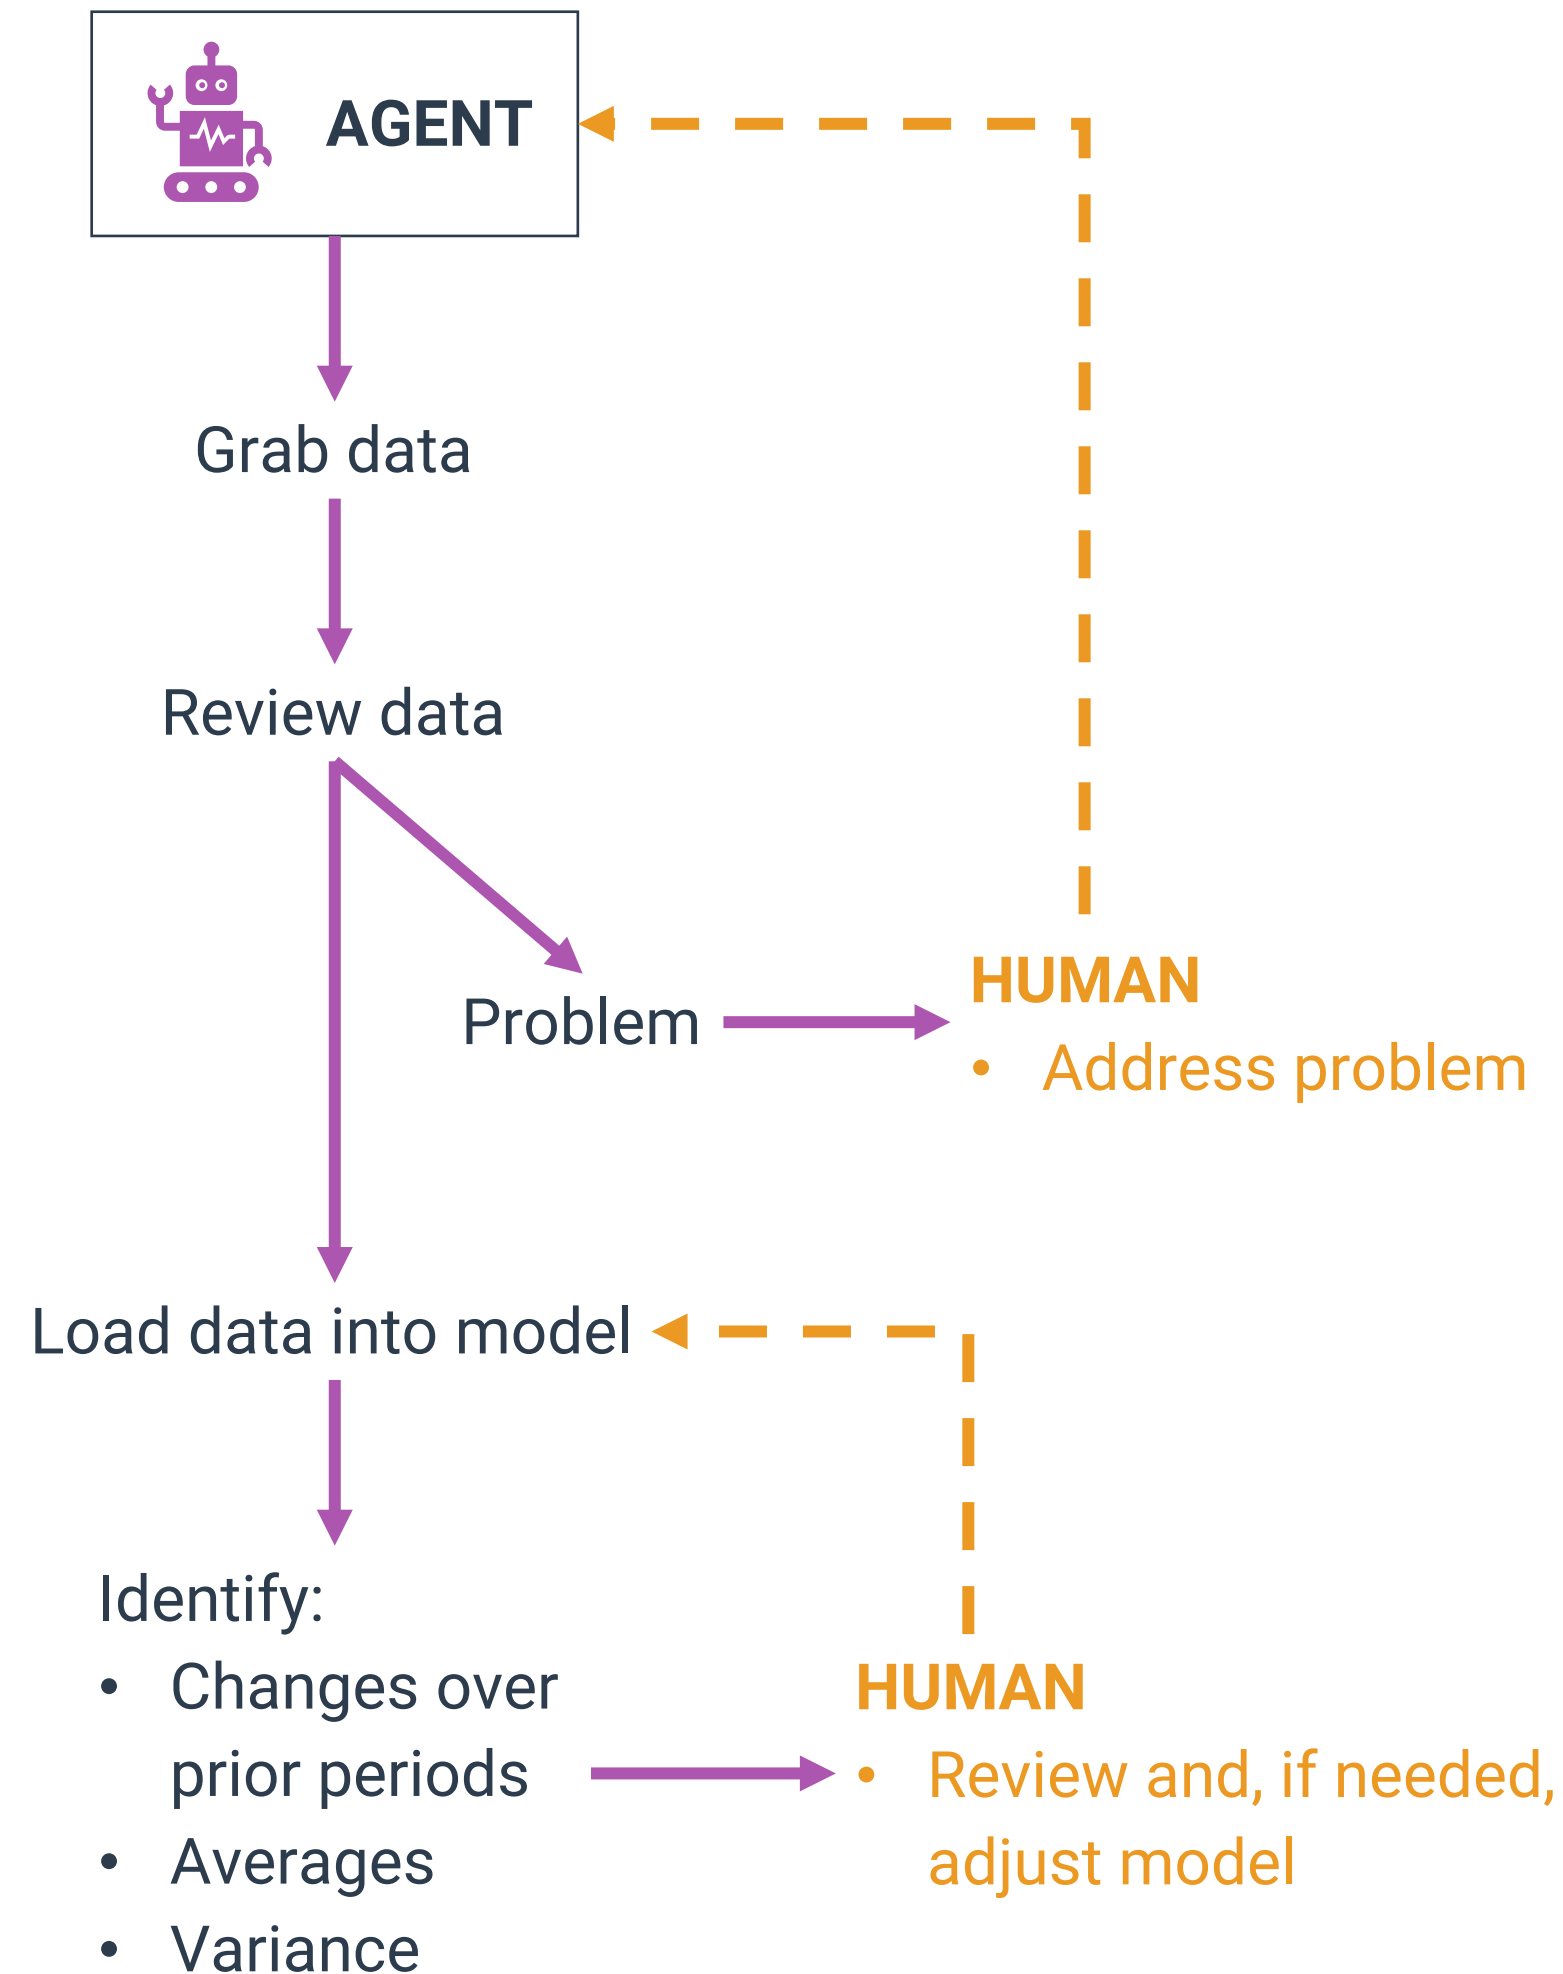 AGENT
Grab data
Review data
Problem
HUMAN
• Address problem
Load data into model
Identify:
• Changes over
prior periods
• Averages
• Variance
HUMAN
• Review and, if needed,
adjust model